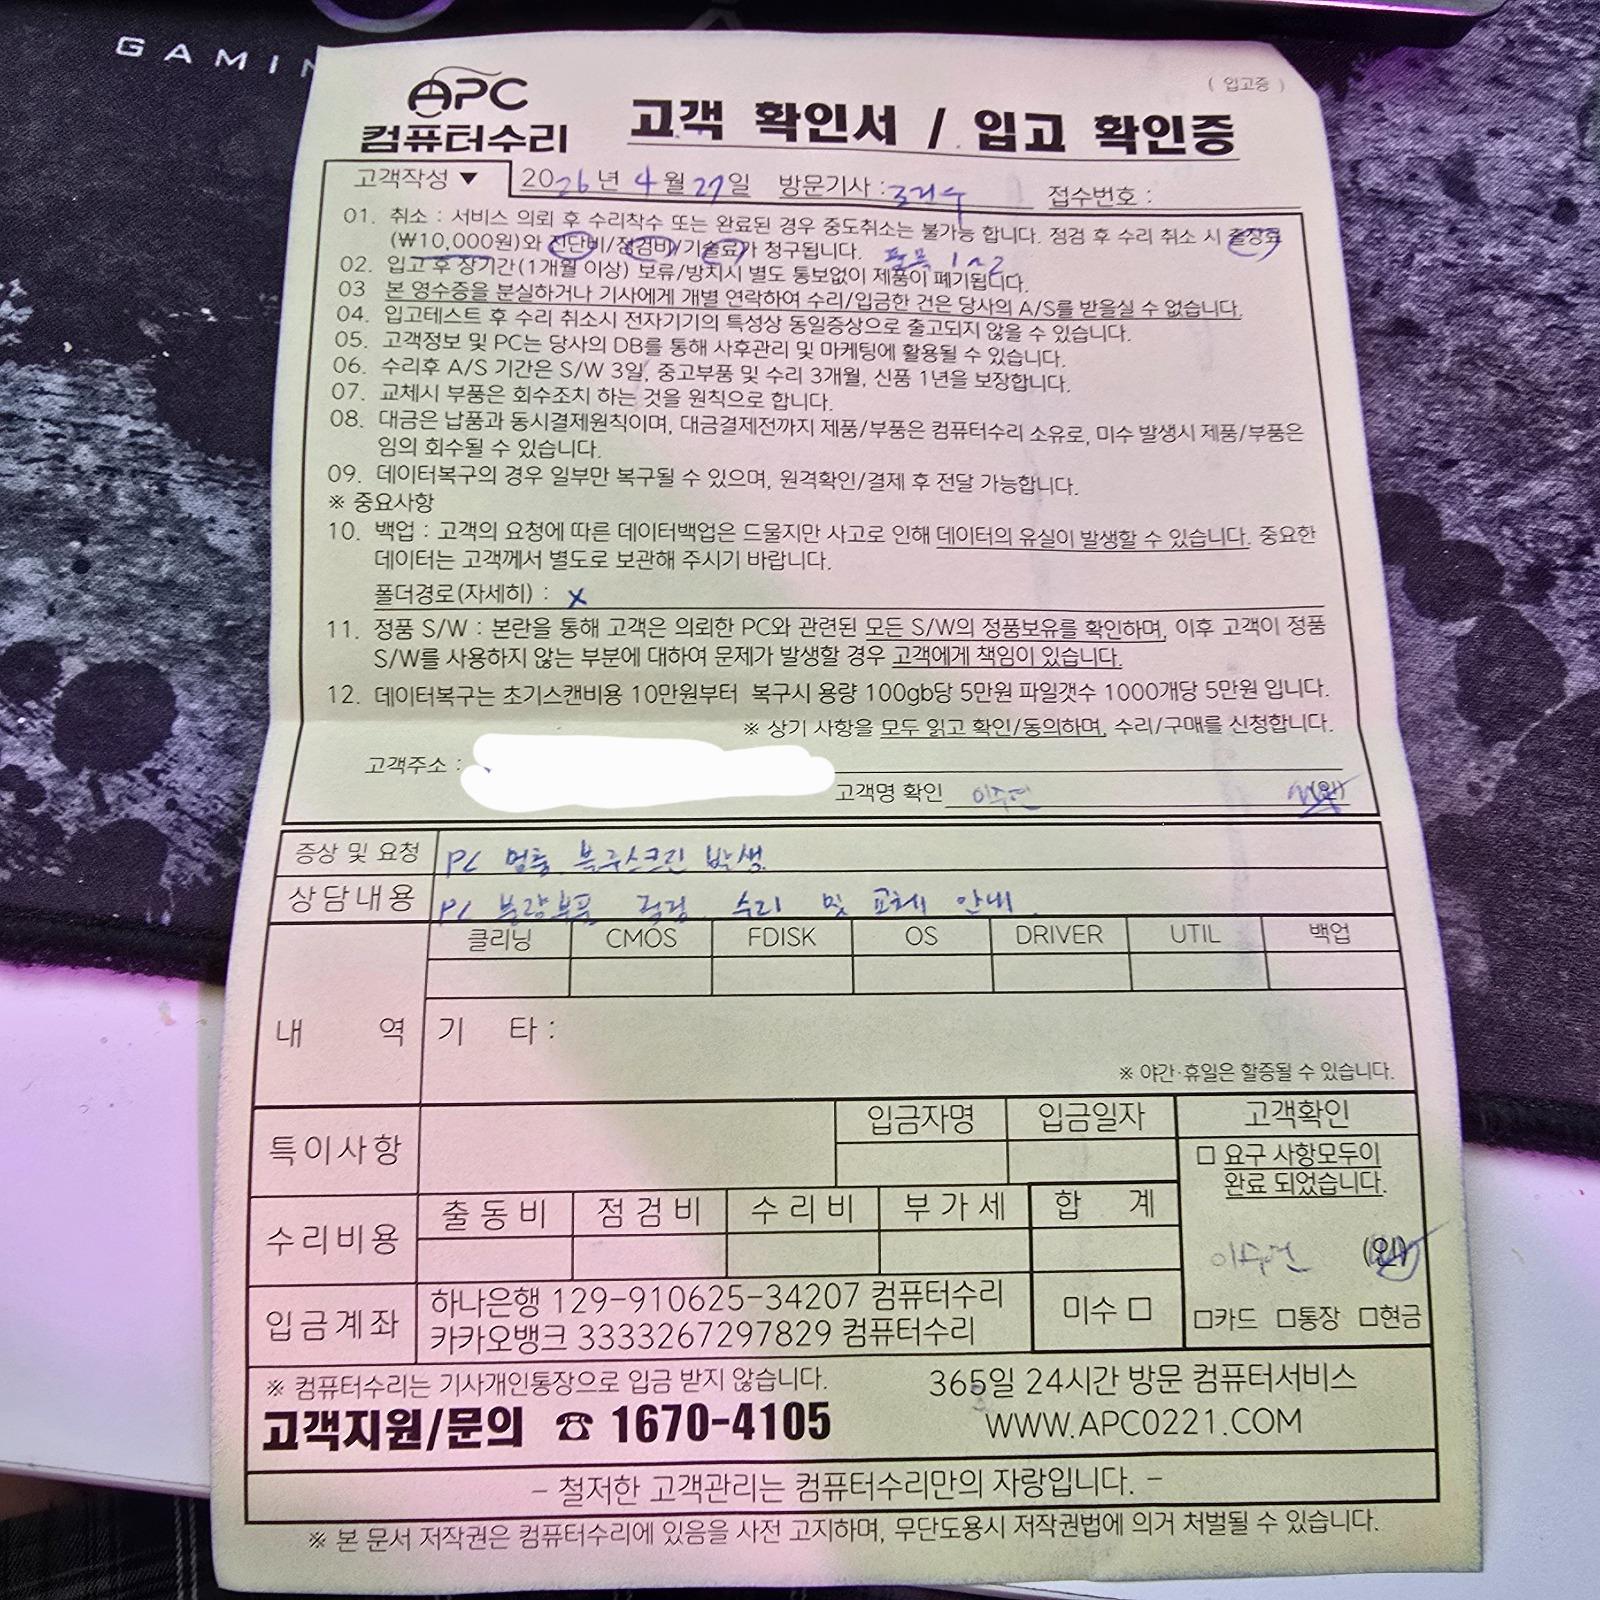 GAMIN
( 입고증 )
APC
컴퓨터수리
고객 확인서 / 입고 확인증
고객작성 ▼
2026년 4월 27일 방문기사 : 접수번호 :
01. 취소 : 서비스 의뢰 후 수리착수 또는 완료된 경우 중도취소는 불가능 합니다. 점검 후 수리 취소 시 출장료
(₩10,000원)와 진단비/점검비/기술료가 청구됩니다.
품목 1~2
02. 입고 후 장기간(1개월 이상) 보류/방치시 별도 통보없이 제품이 폐기됩니다.
03 본 영수증을 분실하거나 기사에게 개별 연락하여 수리/입금한 건은 당사의 A/S를 받을실 수 없습니다.
04. 입고테스트 후 수리 취소시 전자기기의 특성상 동일증상으로 출고되지 않을 수 있습니다.
05. 고객정보 및 PC는 당사의 DB를 통해 사후관리 및 마케팅에 활용될 수 있습니다.
06. 수리후 A/S 기간은 S/W 3일, 중고부품 및 수리 3개월, 신품 1년을 보장합니다.
07. 교체시 부품은 회수조치 하는 것을 원칙으로 합니다.
08. 대금은 납품과 동시결제원칙이며, 대금결제전까지 제품/부품은 컴퓨터수리 소유로, 미수 발생시 제품/부품은
임의 회수될 수 있습니다.
09. 데이터복구의 경우 일부만 복구될 수 있으며, 원격확인/결제 후 전달 가능합니다.
※ 중요사항
10. 백업 : 고객의 요청에 따른 데이터백업은 드물지만 사고로 인해 데이터의 유실이 발생할 수 있습니다. 중요한
데이터는 고객께서 별도로 보관해 주시기 바랍니다.
폴더경로(자세히) : X
11. 정품 S/W : 본란을 통해 고객은 의뢰한 PC와 관련된 모든 S/W의 정품보유를 확인하며, 이후 고객이 정품
S/W를 사용하지 않는 부분에 대하여 문제가 발생할 경우 고객에게 책임이 있습니다.
12. 데이터복구는 초기스캔비용 10만원부터 복구시 용량 100gb당 5만원 파일갯수 1000개당 5만원 입니다.
※ 상기 사항을 모두 읽고 확인/동의하며, 수리/구매를 신청합니다.
고객주소 :
고객명 확인 (인)
증상 및 요청 PC 멈춤 블루스크린 발생
상담내용 PC 불량부품 점검 수리 및 교체 안내.
클리닝 CMOS FDISK OS DRIVER UTIL 백업
내 역 기 타 :
※ 야간·휴일은 할증될 수 있습니다.
특이사항 입금자명 입금일자 고객확인
☐ 요구 사항모두이
완료 되었습니다.
수리비용 출동비 점검비 수리비 부가세 합 계
(인)
입금계좌 하나은행 129-910625-34207 컴퓨터수리
카카오뱅크 3333267297829 컴퓨터수리
미수 ☐ ☐카드 ☐통장 ☐현금
※ 컴퓨터수리는 기사개인통장으로 입금 받지 않습니다.
365일 24시간 방문 컴퓨터서비스
고객지원/문의 ☎ 1670-4105
WWW.APC0221.COM
- 철저한 고객관리는 컴퓨터수리만의 자랑입니다. -
※ 본 문서 저작권은 컴퓨터수리에 있음을 사전 고지하며, 무단도용시 저작권법에 의거 처벌될 수 있습니다.